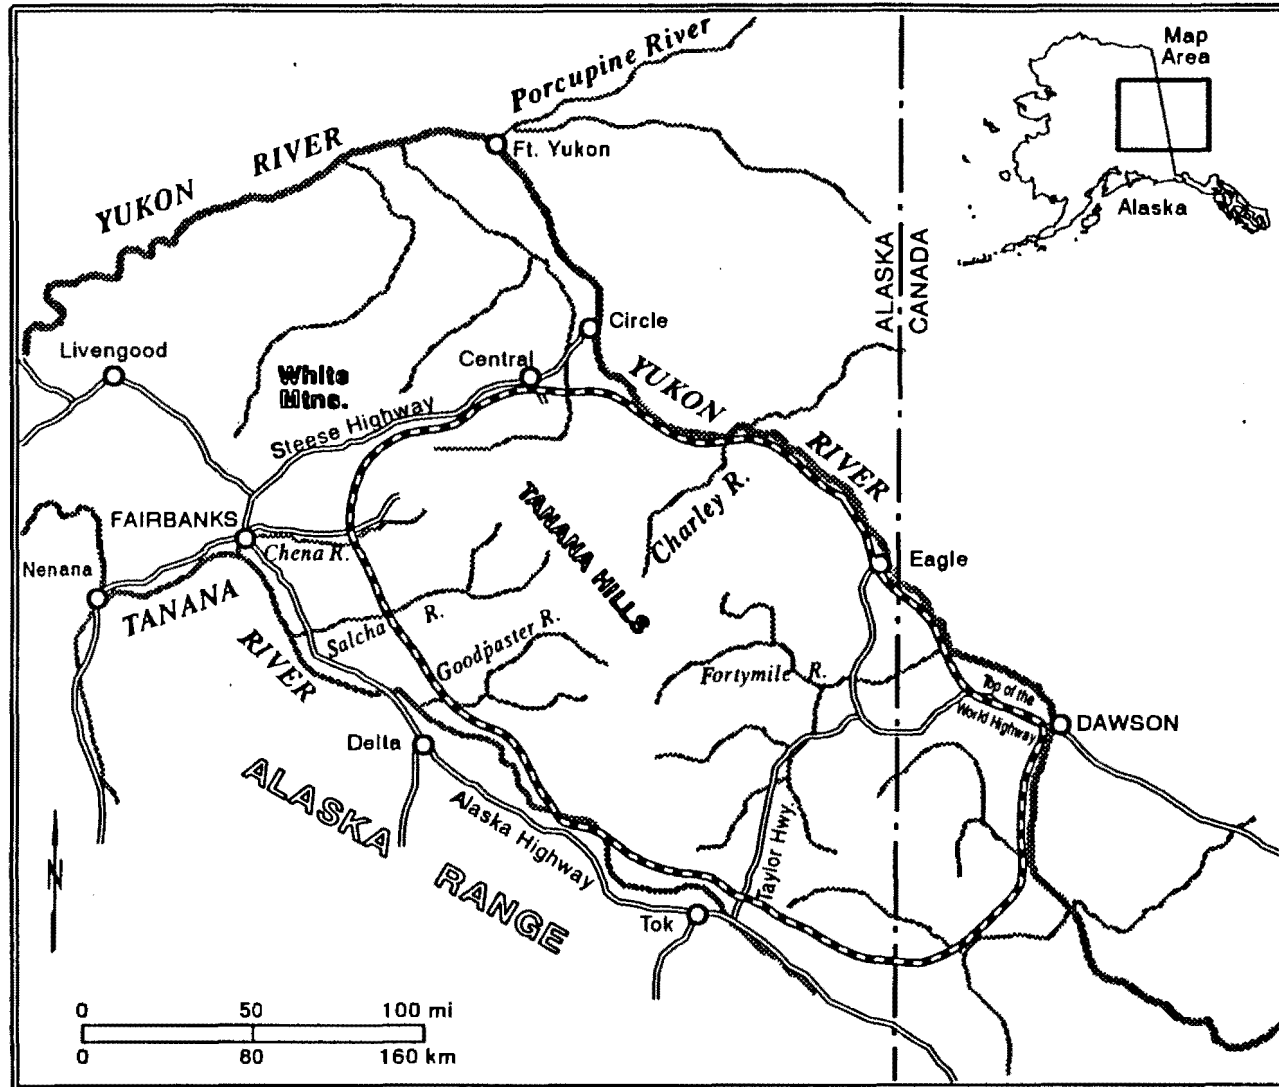 Porcupine River
Map
Area
YUKON RIVER
Ft. Yukon
Alaska
ALASKA
CANADA
Circle
Livengood
Central
White
Mtns.
YUKON RIVER
Steese Highway
TANANA HILLS
Charley R.
FAIRBANKS
Chena R.
Eagle
Nenana
TANANA RIVER
Salcha R.
Goodpaster R.
Fortymile R.
Top of the
World Highway
DAWSON
Delta
ALASKA RANGE
Alaska Highway
Taylor Hwy.
N
Tok
0 50 100 mi
0 80 160 km